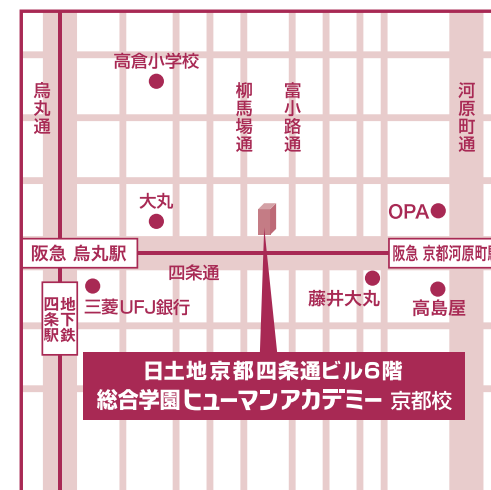 高倉小学校
烏丸通
柳馬場通
富小路通
河原町通
大丸
OPA
阪急 烏丸駅
阪急 京都河原町駅
四条通
三菱UFJ銀行
藤井大丸
高島屋
地下鉄
四条駅
日土地京都四条通ビル6階
総合学園ヒューマンアカデミー 京都校